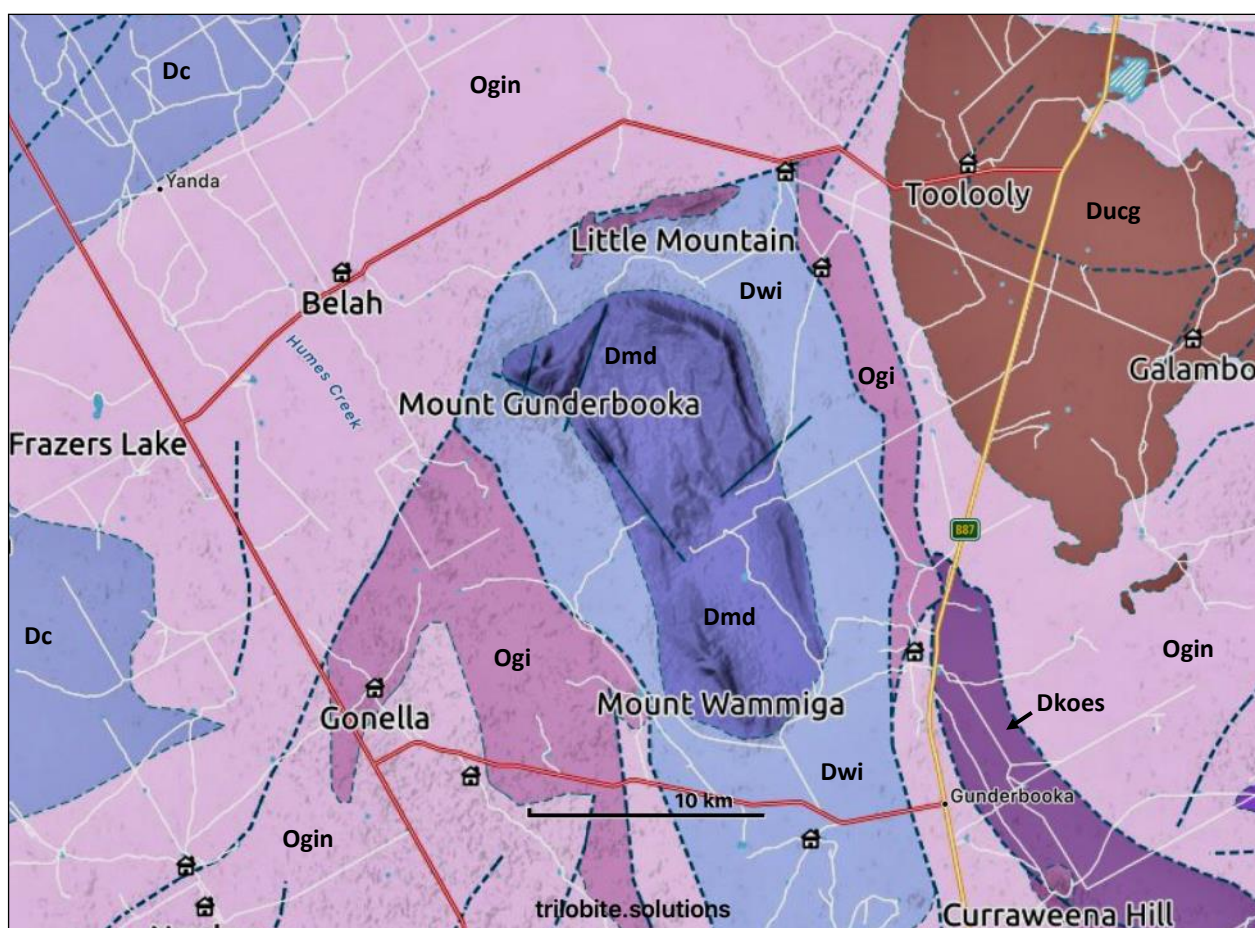 Dc
Ogin
Yanda
Toolooly
Ducg
Little Mountain
Belah
Dwi
Humes Creek
Dmd
Ogi
Galambo
Mount Gunderbooka
Frazers Lake
B87
Dc
Dmd
Ogi
Ogin
Mount Wammiga
Dkoes
Gonella
Dwi
10 km
Gunderbooka
Ogin
trilobite.solutions
Curraweena Hill